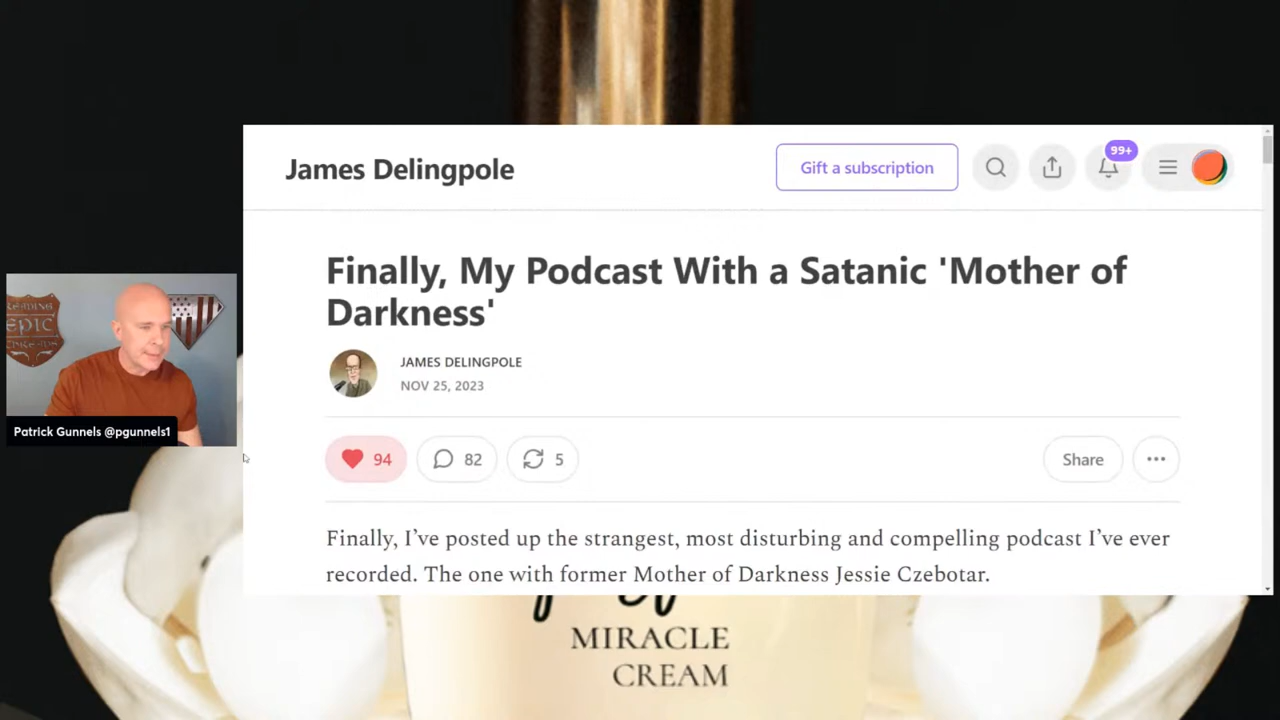 James Delingpole
Gift a subscription
99+
Finally, My Podcast With a Satanic 'Mother of
Darkness'
JAMES DELINGPOLE
NOV 25, 2023
94
82
5
Share
Finally, I've posted up the strangest, most disturbing and compelling podcast I've ever
recorded. The one with former Mother of Darkness Jessie Czebotar.
EPIC
Patrick Gunnels @pgunnels1
MIRACLE
CREAM